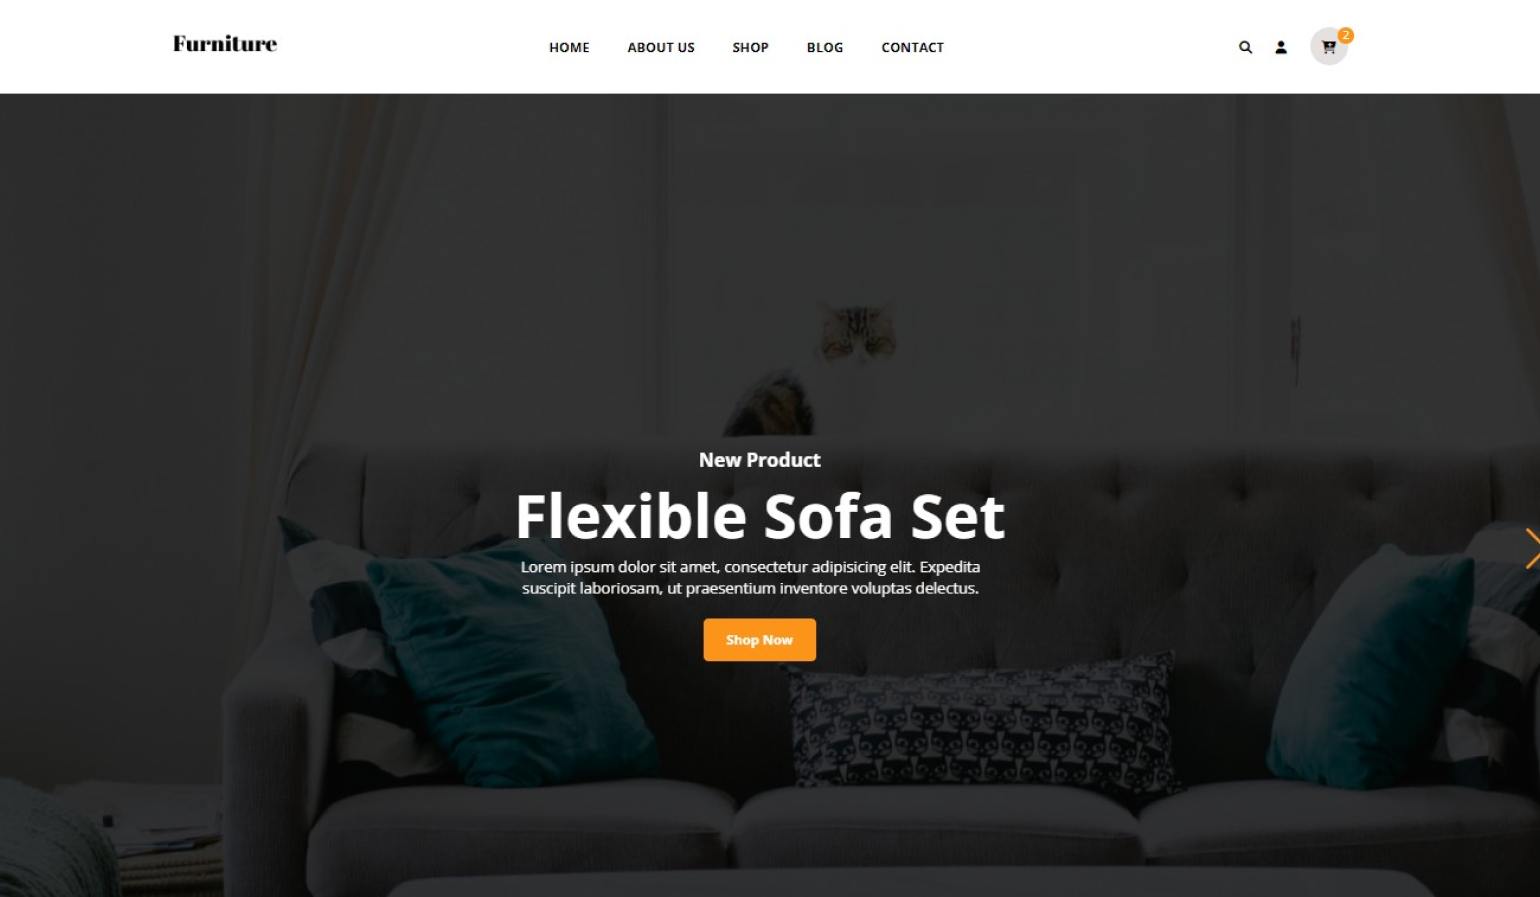 Furniture
HOME
ABOUT US
SHOP
BLOG
CONTACT
2
New Product
Flexible Sofa Set
Lorem ipsum dolor sit amet, consectetur adipisicing elit. Expedita
suscipit laboriosam, ut praesentium inventore voluptas delectus.
Shop Now